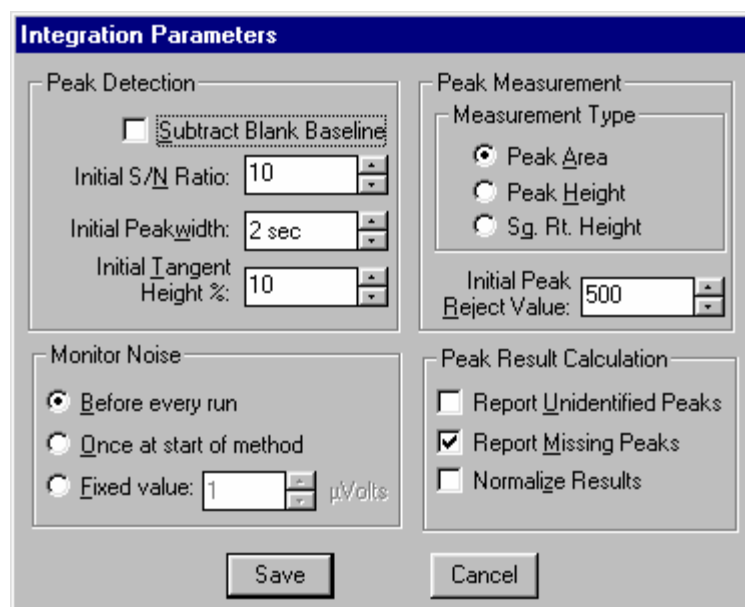 Integration Parameters
Peak Detection
Subtract Blank Baseline
Initial S/N Ratio: 10
Initial Peakwidth: 2 sec
Initial Tangent
Height %: 10
Peak Measurement
Measurement Type
Peak Area
Peak Height
Sq. Rt. Height
Initial Peak
Reject Value: 500
Monitor Noise
Before every run
Once at start of method
Fixed value: 1 µVolts
Peak Result Calculation
Report Unidentified Peaks
Report Missing Peaks
Normalize Results
Save
Cancel